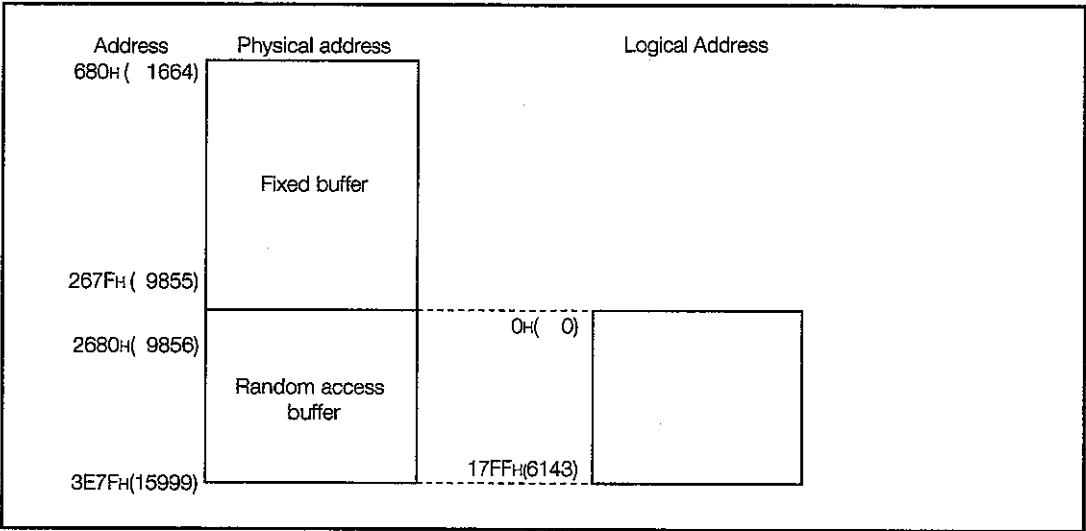 Address Physical address Logical Address
680H( 1664)
Fixed buffer
267FH( 9855)
0H( 0)
2680H( 9856)
Random access
buffer
17FFH(6143)
3E7FH(15999)